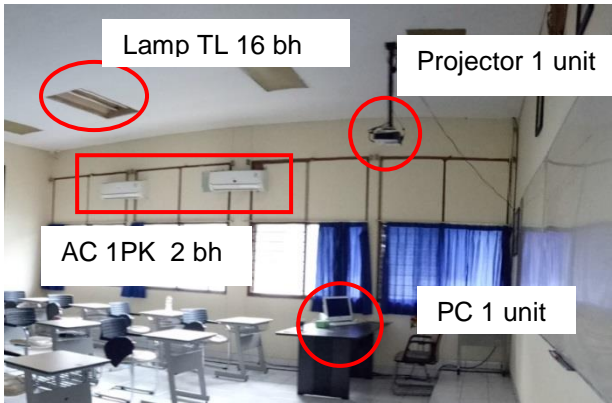 Lamp TL 16 bh
Projector 1 unit
AC 1PK  2 bh
PC 1 unit